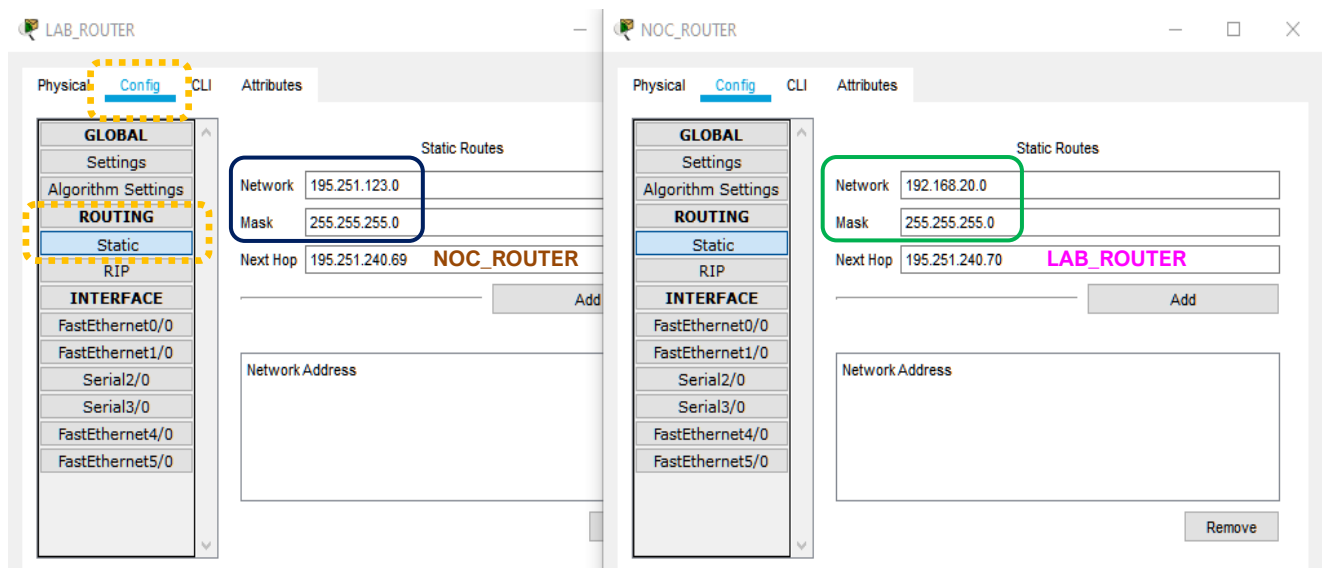 LAB_ROUTER
Physical Config CLI Attributes
GLOBAL
Settings
Algorithm Settings
ROUTING
Static
RIP
INTERFACE
FastEthernet0/0
FastEthernet1/0
Serial2/0
Serial3/0
FastEthernet4/0
FastEthernet5/0
Static Routes
Network 195.251.123.0
Mask 255.255.255.0
Next Hop 195.251.240.69 NOC_ROUTER
Add
Network Address
NOC_ROUTER
Physical Config CLI Attributes
GLOBAL
Settings
Algorithm Settings
ROUTING
Static
RIP
INTERFACE
FastEthernet0/0
FastEthernet1/0
Serial2/0
Serial3/0
FastEthernet4/0
FastEthernet5/0
Static Routes
Network 192.168.20.0
Mask 255.255.255.0
Next Hop 195.251.240.70 LAB_ROUTER
Add
Network Address
Remove